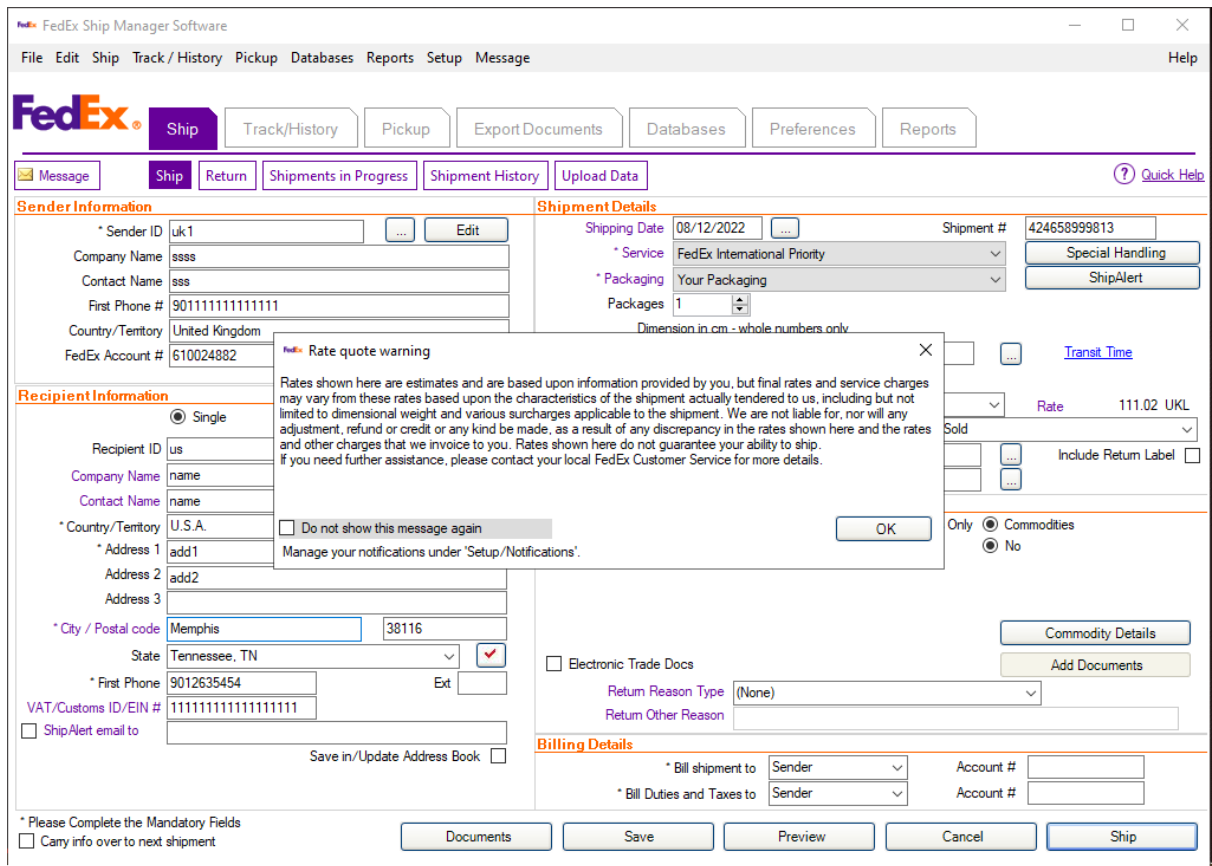 FedEx FedEx Ship Manager Software
File Edit Ship Track / History Pickup Databases Reports Setup Message Help
FedEx® Ship Track/History Pickup Export Documents Databases Preferences Reports
Message Ship Return Shipments in Progress Shipment History Upload Data ? Quick Help
Sender Information
* Sender ID uk1 ... Edit
Company Name ssss
Contact Name sss
First Phone # 901111111111111
Country/Territory United Kingdom
FedEx Account # 610024882
Shipment Details
Shipping Date 08/12/2022 ... Shipment # 424658999813
* Service FedEx International Priority Special Handling
* Packaging Your Packaging ShipAlert
Packages 1
Dimension in cm - whole numbers only
... Transit Time
Rate 111.02 UKL
Sold
... Include Return Label
...
Only Commodities
No
FedEx Rate quote warning
Rates shown here are estimates and are based upon information provided by you, but final rates and service charges
may vary from these rates based upon the characteristics of the shipment actually tendered to us, including but not
limited to dimensional weight and various surcharges applicable to the shipment. We are not liable for, nor will any
adjustment, refund or credit or any kind be made, as a result of any discrepancy in the rates shown here and the rates
and other charges that we invoice to you. Rates shown here do not guarantee your ability to ship.
If you need further assistance, please contact your local FedEx Customer Service for more details.
Do not show this message again OK
Manage your notifications under 'Setup/Notifications'.
Recipient Information
Single
Recipient ID us
Company Name name
Contact Name name
* Country/Territory U.S.A.
* Address 1 add1
Address 2 add2
Address 3
* City / Postal code Memphis 38116
State Tennessee, TN
* First Phone 9012635454 Ext
VAT/Customs ID/EIN # 111111111111111111
ShipAlert email to
Save in/Update Address Book
Commodity Details
Electronic Trade Docs Add Documents
Return Reason Type (None)
Return Other Reason
Billing Details
* Bill shipment to Sender Account #
* Bill Duties and Taxes to Sender Account #
* Please Complete the Mandatory Fields
Carry info over to next shipment
Documents Save Preview Cancel Ship